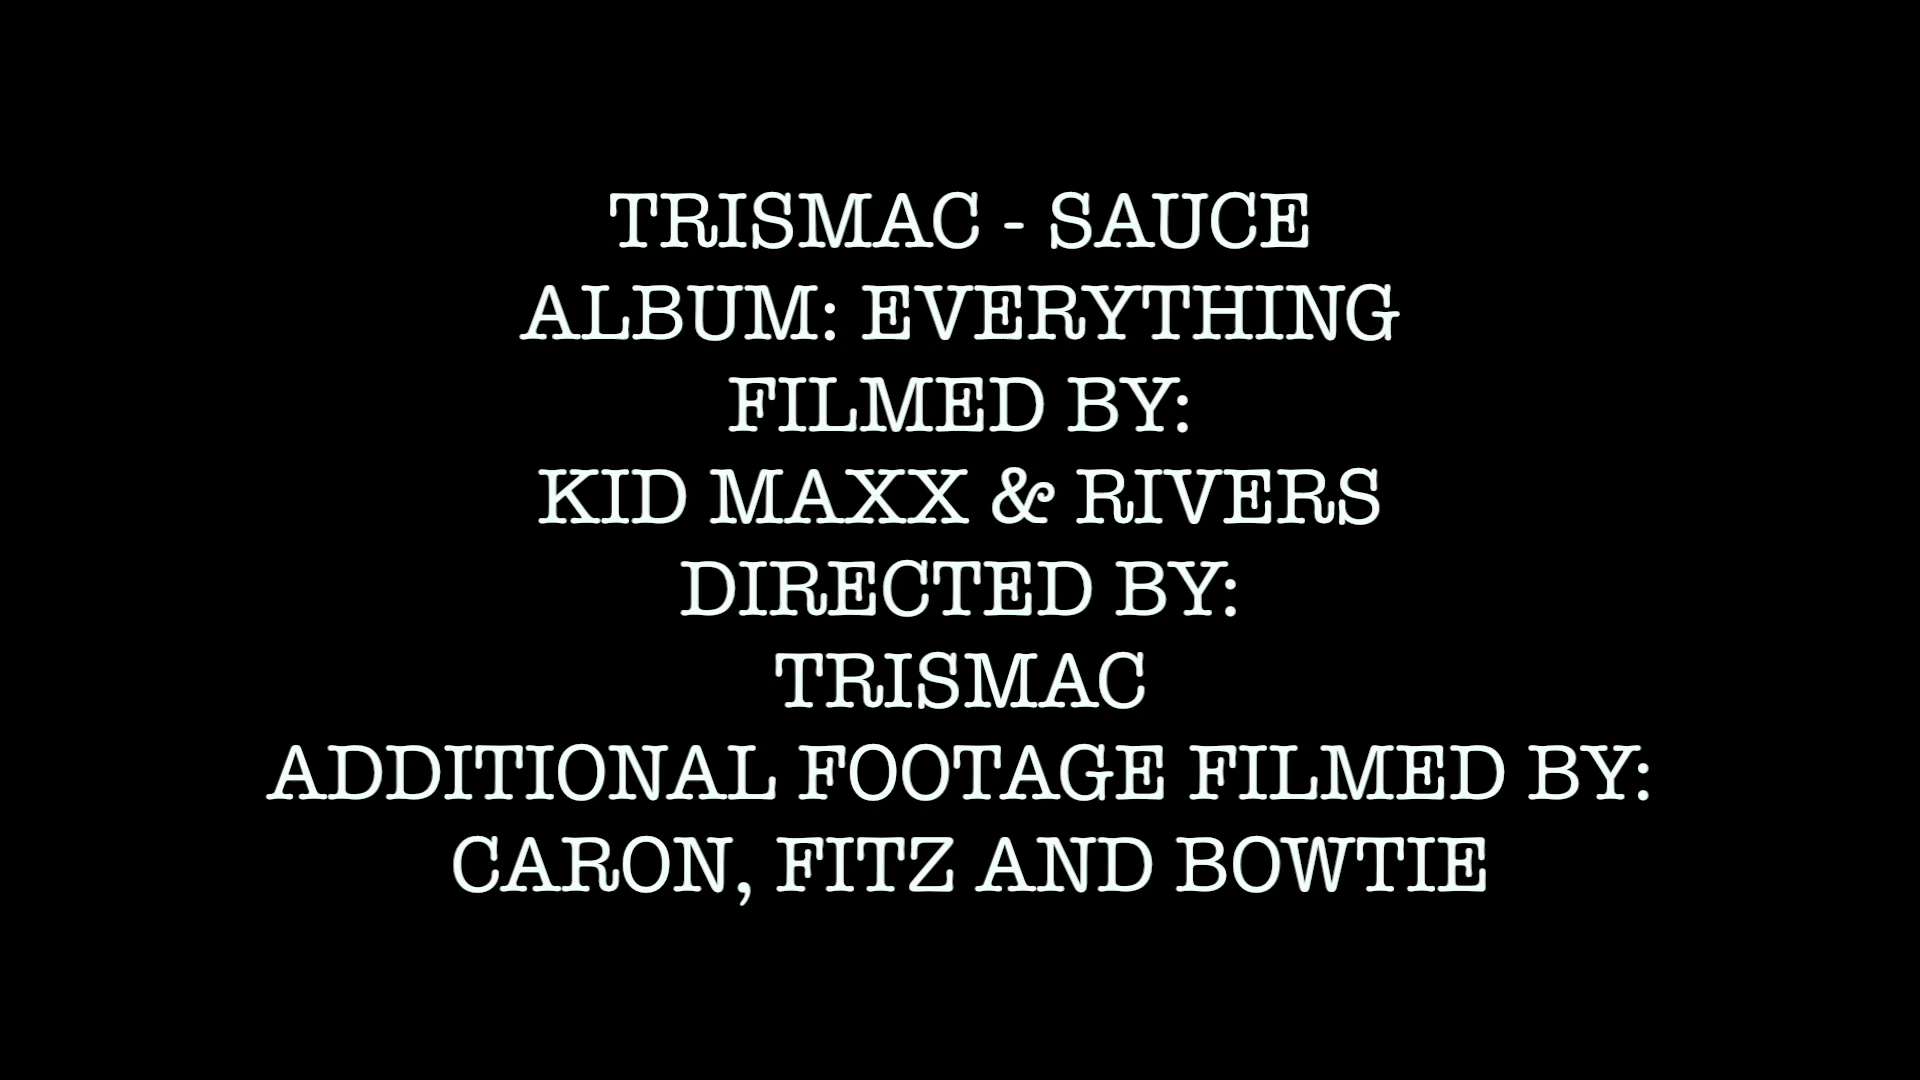 TRISMAC - SAUCE
ALBUM: EVERYTHING
FILMED BY:
KID MAXX & RIVERS
DIRECTED BY:
TRISMAC
ADDITIONAL FOOTAGE FILMED BY:
CARON, FITZ AND BOWTIE